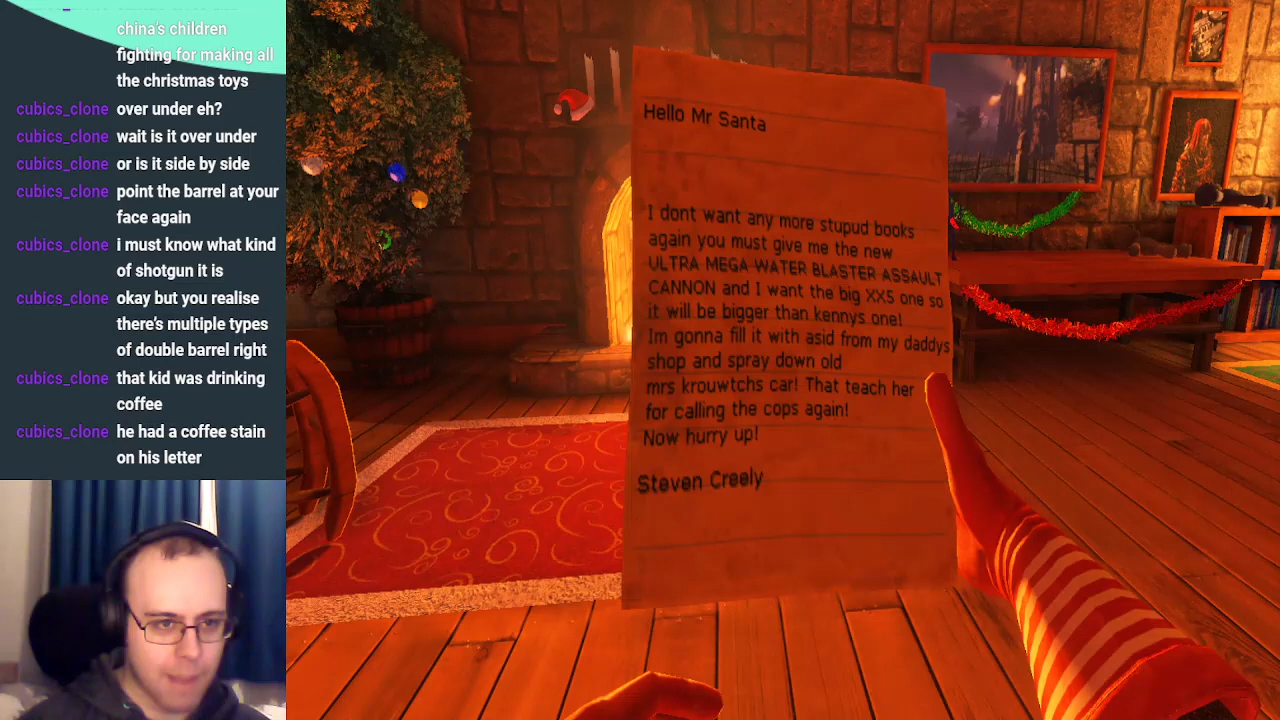 china's children
fighting for making all
the christmas toys
cubics_clone over under eh?
cubics_clone wait is it over under
cubics_clone or is it side by side
cubics_clone point the barrel at your
face again
cubics_clone i must know what kind
of shotgun it is
cubics_clone okay but you realise
there's multiple types
of double barrel right
cubics_clone that kid was drinking
coffee
cubics_clone he had a coffee stain
on his letter
Hello Mr Santa
I dont want any more stupud books
again you must give me the new
ULTRA MEGA WATER BLASTER ASSAULT
CANNON and I want the big XXS one so
it will be bigger than kennys one!
Im gonna fill it with asid from my daddys
shop and spray down old
mrs krouwtchs car! That teach her
for calling the cops again!
Now hurry up!
Steven Creely